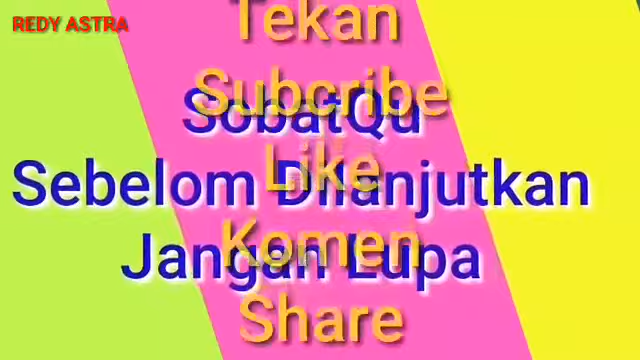 REDY ASTRA
Tekan
Subcribe
SobatQu
Like
Sebelom Dilanjutkan
Komen
Jangan Lupa
Share